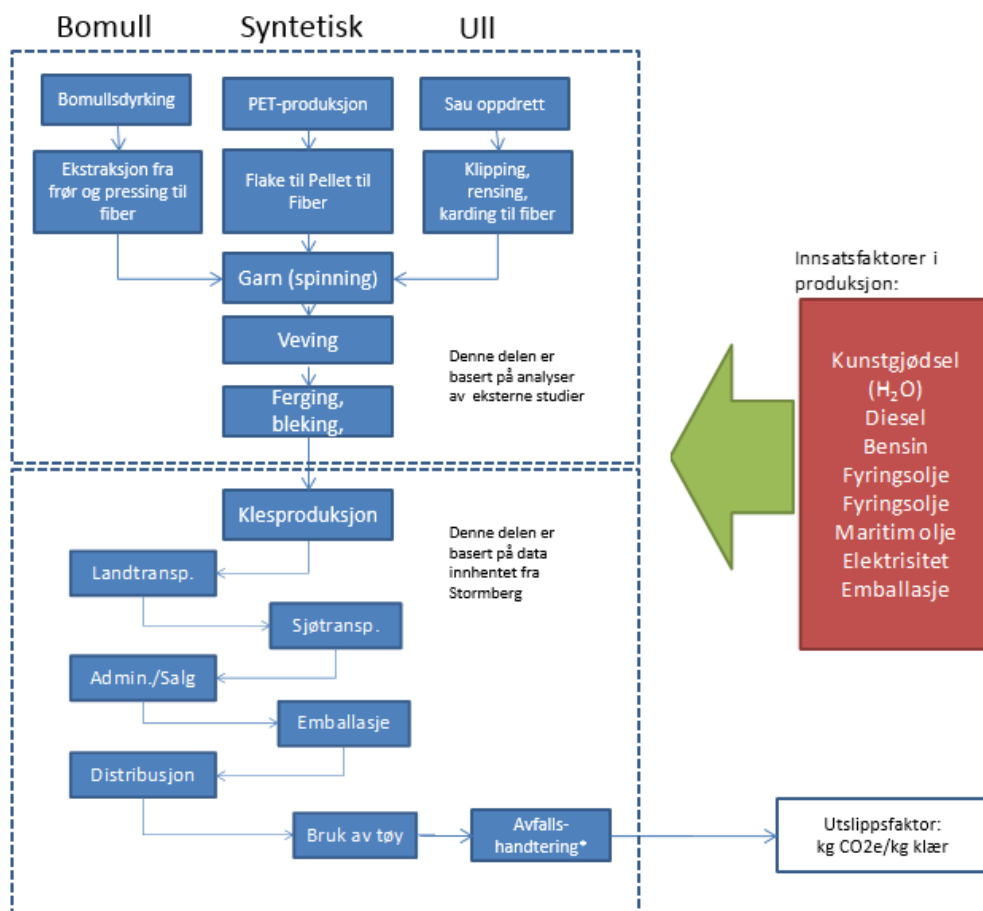 Bomull
Syntetisk
Ull
Bomullsdyrking
PET-produksjon
Sau oppdrett
Ekstraksjon fra
frør og pressing til
fiber
Flake til Pellet til
Fiber
Klipping,
rensing,
karding til fiber
Garn (spinning)
Veving
Ferging,
bleking,
Denne delen er
basert på analyser
av eksterne studier
Innsatsfaktorer i
produksjon:
Kunstgjødsel
(H₂O)
Diesel
Bensin
Fyringsolje
Fyringsolje
Maritim olje
Elektrisitet
Emballasje
Klesproduksjon
Denne delen er
basert på data
innhentet fra
Stormberg
Landtransp.
Sjøtransp.
Admin./Salg
Emballasje
Distribusjon
Bruk av tøy
Avfalls-
handtering*
Utslippsfaktor:
kg CO2e/kg klær